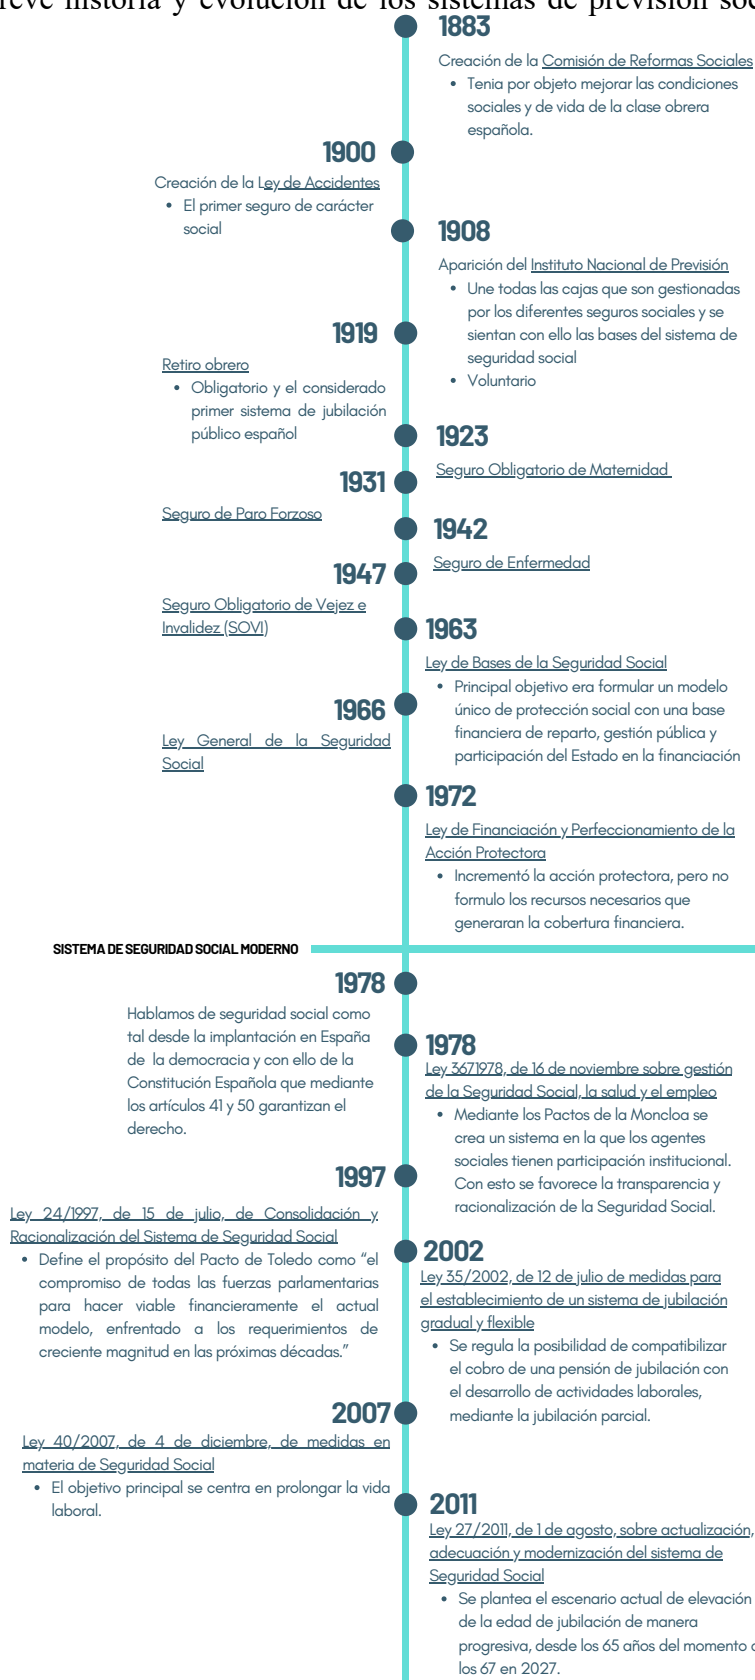 historia y evolución de los sistemas de previsión
1883
Creación de la Comisión de Reformas Sociales
• Tenia por objeto mejorar las condiciones
sociales y de vida de la clase obrera
española.
1900
Creación de la Ley de Accidentes
• El primer seguro de carácter
social
1908
Aparición del Instituto Nacional de Previsión
• Une todas las cajas que son gestionadas
por los diferentes seguros sociales y se
sientan con ello las bases del sistema de
seguridad social
• Voluntario
1919
Retiro obrero
• Obligatorio y el considerado
primer sistema de jubilación
público español
1923
Seguro Obligatorio de Maternidad
1931
Seguro de Paro Forzoso
1942
Seguro de Enfermedad
1947
Seguro Obligatorio de Vejez e
Invalidez (SOVI)
1963
Ley de Bases de la Seguridad Social
• Principal objetivo era formular un modelo
único de protección social con una base
financiera de reparto, gestión pública y
participación del Estado en la financiación
1966
Ley General de la Seguridad
Social
1972
Ley de Financiación y Perfeccionamiento de la
Acción Protectora
• Incrementó la acción protectora, pero no
formulo los recursos necesarios que
generaran la cobertura financiera.
SISTEMA DE SEGURIDAD SOCIAL MODERNO
1978
Hablamos de seguridad social como
tal desde la implantación en España
de la democracia y con ello de la
Constitución Española que mediante
los artículos 41 y 50 garantizan el
derecho.
1978
Ley 3671978, de 16 de noviembre sobre gestión
de la Seguridad Social, la salud y el empleo
• Mediante los Pactos de la Moncloa se
crea un sistema en la que los agentes
sociales tienen participación institucional.
Con esto se favorece la transparencia y
racionalización de la Seguridad Social.
1997
Ley 24/1997, de 15 de julio, de Consolidación y
Racionalización del Sistema de Seguridad Social
• Define el propósito del Pacto de Toledo como “el
compromiso de todas las fuerzas parlamentarias
para hacer viable financieramente el actual
modelo, enfrentado a los requerimientos de
creciente magnitud en las próximas décadas.”
2002
Ley 35/2002, de 12 de julio de medidas para
el establecimiento de un sistema de jubilación
gradual y flexible
• Se regula la posibilidad de compatibilizar
el cobro de una pensión de jubilación con
el desarrollo de actividades laborales,
mediante la jubilación parcial.
2007
Ley 40/2007, de 4 de diciembre, de medidas en
materia de Seguridad Social
• El objetivo principal se centra en prolongar la vida
laboral.
2011
Ley 27/2011, de 1 de agosto, sobre actualización,
adecuación y modernización del sistema de
Seguridad Social
• Se plantea el escenario actual de elevación
de la edad de jubilación de manera
progresiva, desde los 65 años del momento
los 67 en 2027.